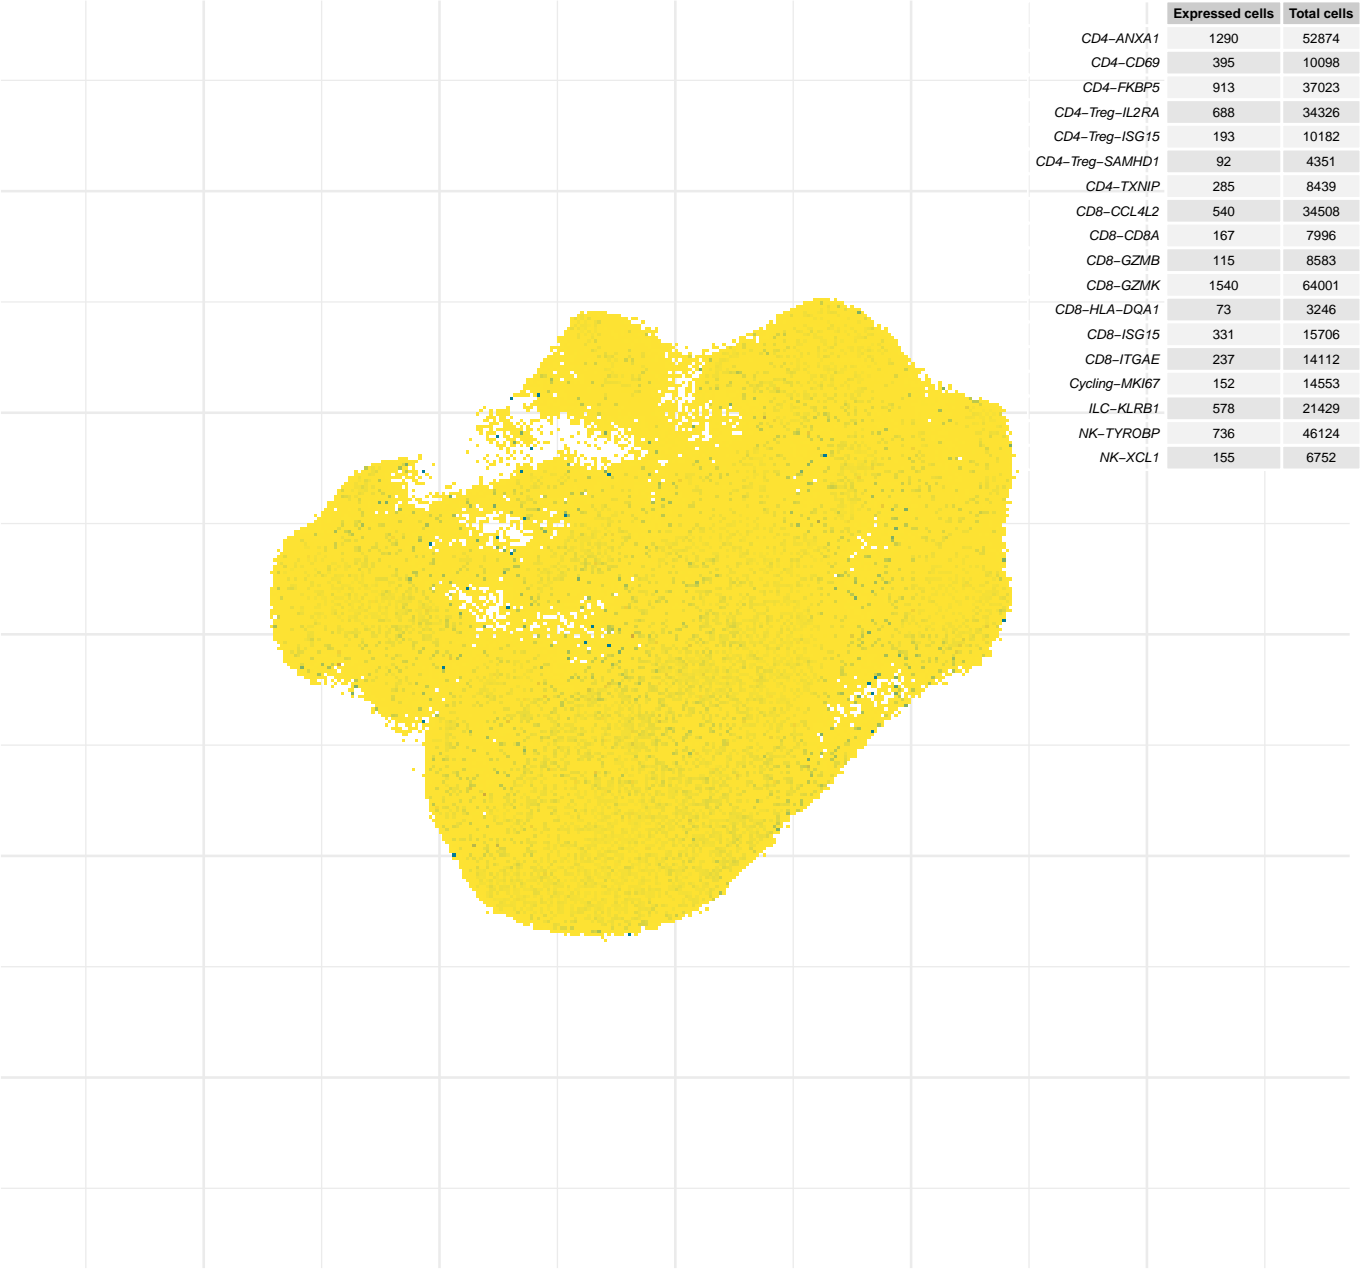 Expressed cells Total cells
CD4−ANXA1 1290 52874
CD4−CD69 395 10098
CD4−FKBP5 913 37023
CD4−Treg−IL2RA 688 34326
CD4−Treg−ISG15 193 10182
CD4−Treg−SAMHD1 92 4351
CD4−TXNIP 285 8439
CD8−CCL4L2 540 34508
CD8−CD8A 167 7996
CD8−GZMB 115 8583
CD8−GZMK 1540 64001
CD8−HLA−DQA1 73 3246
CD8−ISG15 331 15706
CD8−ITGAE 237 14112
Cycling−MKI67 152 14553
ILC−KLRB1 578 21429
NK−TYROBP 736 46124
NK−XCL1 155 6752